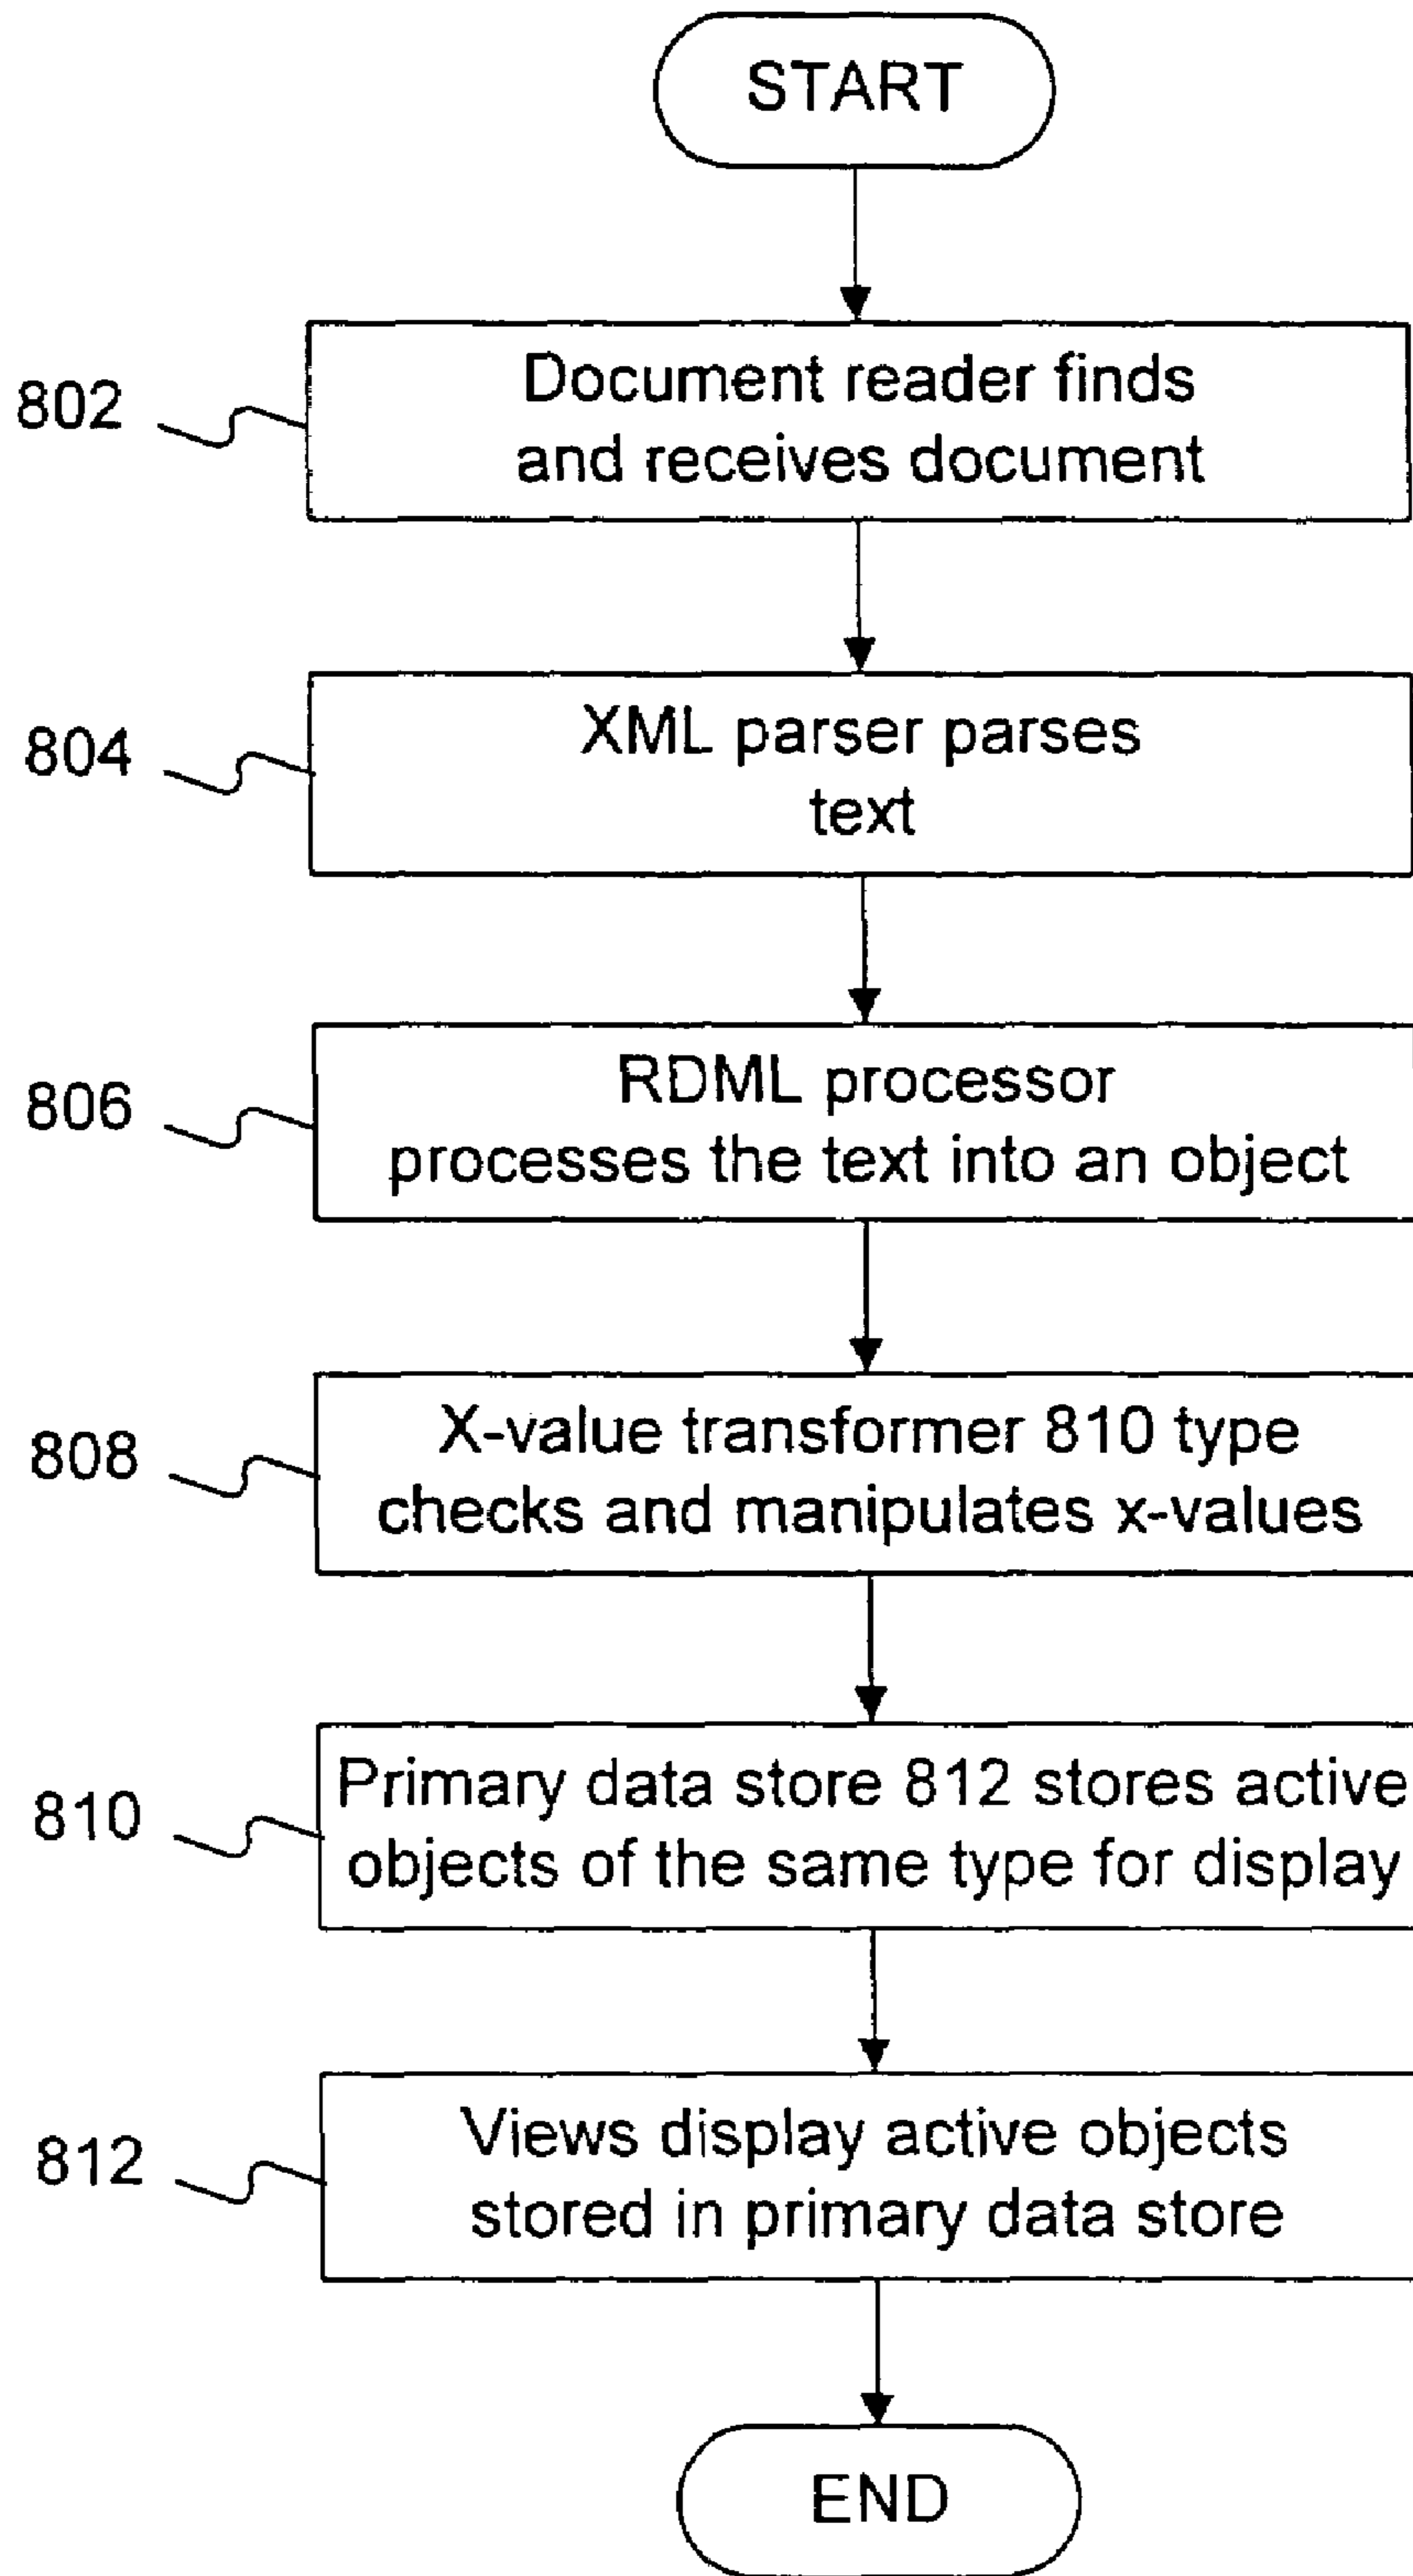 START
802
Document reader finds
and receives document
804
XML parser parses
text
806
RDML processor
processes the text into an object
808
X-value transformer 810 type
checks and manipulates x-values
810
Primary data store 812 stores active
objects of the same type for display
812
Views display active objects
stored in primary data store
END